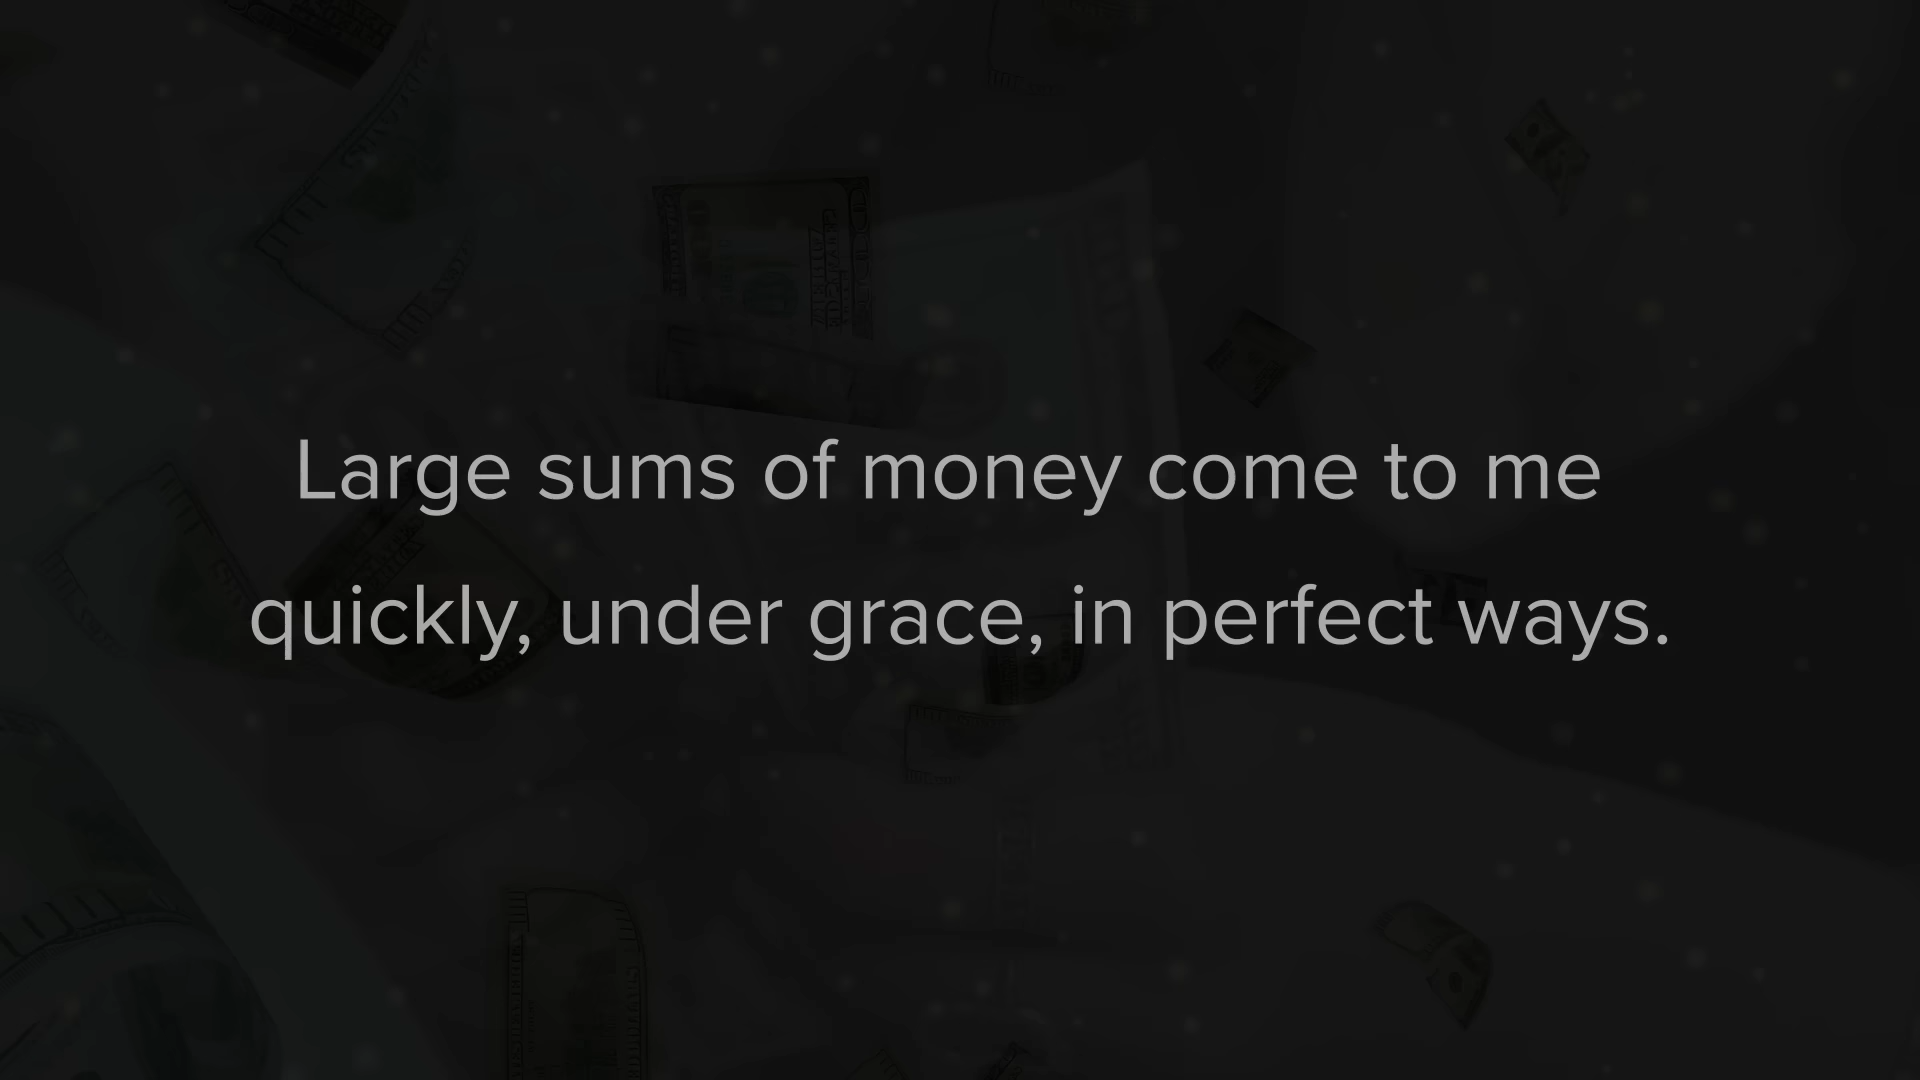 Large sums of money come to me
quickly, under grace, in perfect ways.